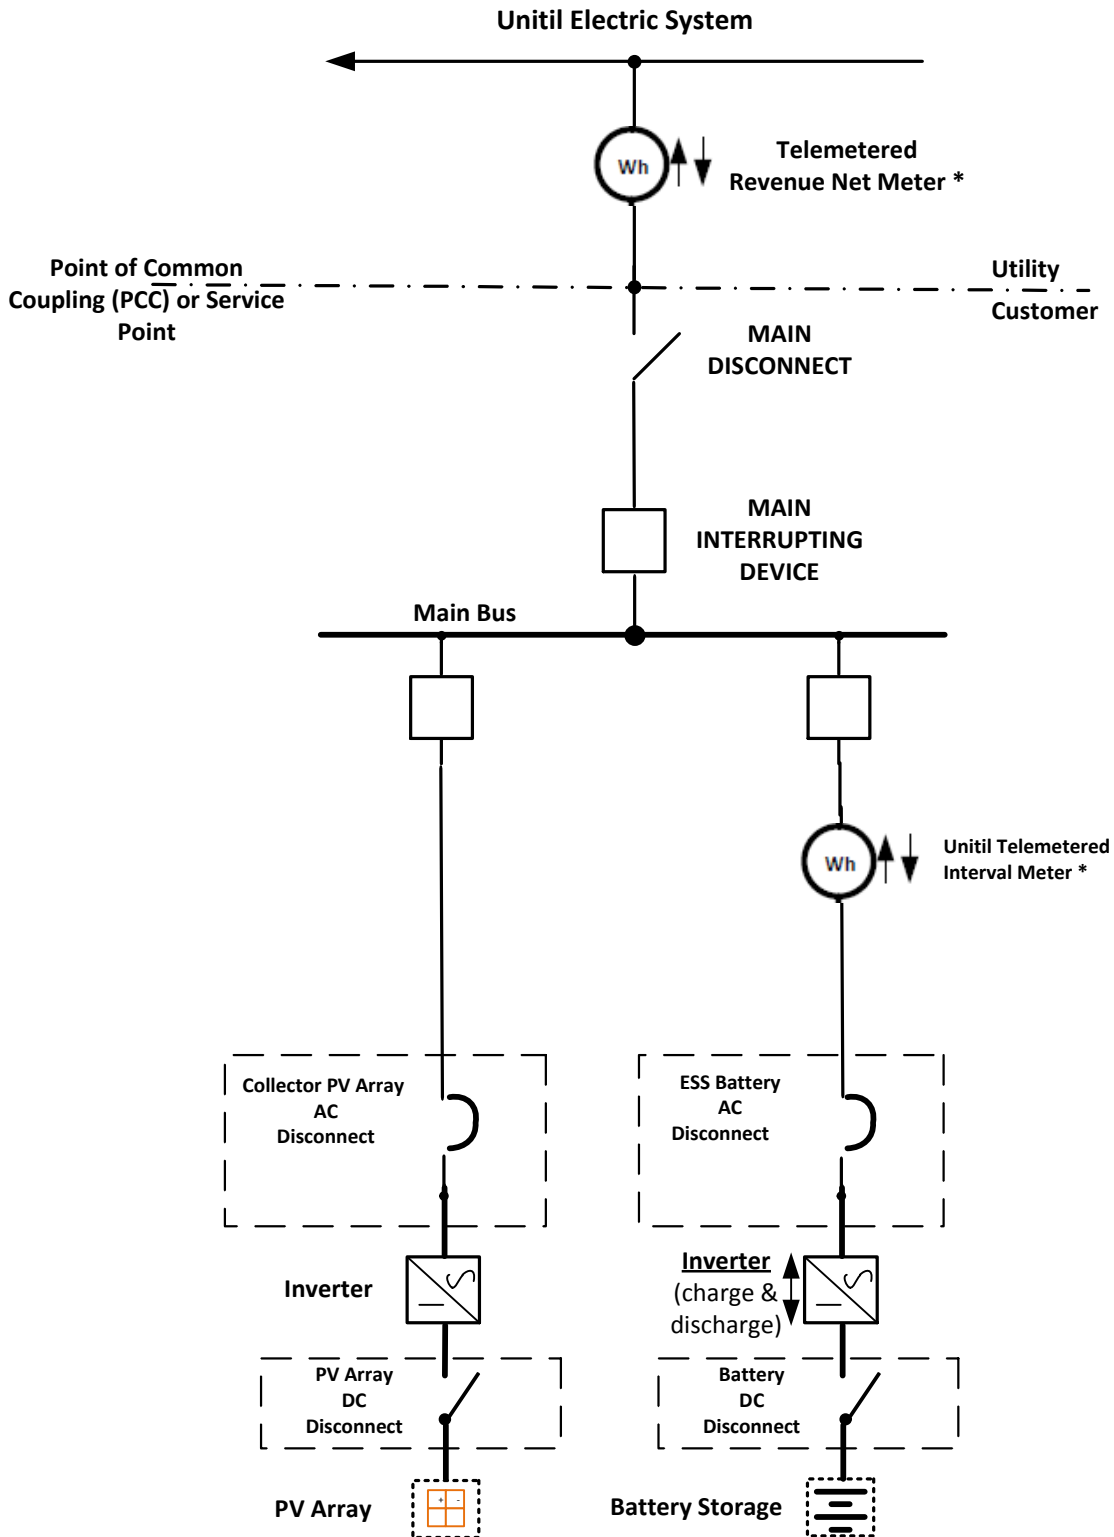 Unitil Electric System
Wh
Telemetered
Revenue Net Meter *
Point of Common
Coupling (PCC) or Service
Point
Utility
Customer
MAIN
DISCONNECT
MAIN
INTERRUPTING
DEVICE
Main Bus
Wh
Unitil Telemetered
Interval Meter *
Collector PV Array
AC
Disconnect
ESS Battery
AC
Disconnect
Inverter
Inverter
(charge &
discharge)
PV Array
DC
Disconnect
Battery
DC
Disconnect
PV Array
+ -
Battery Storage